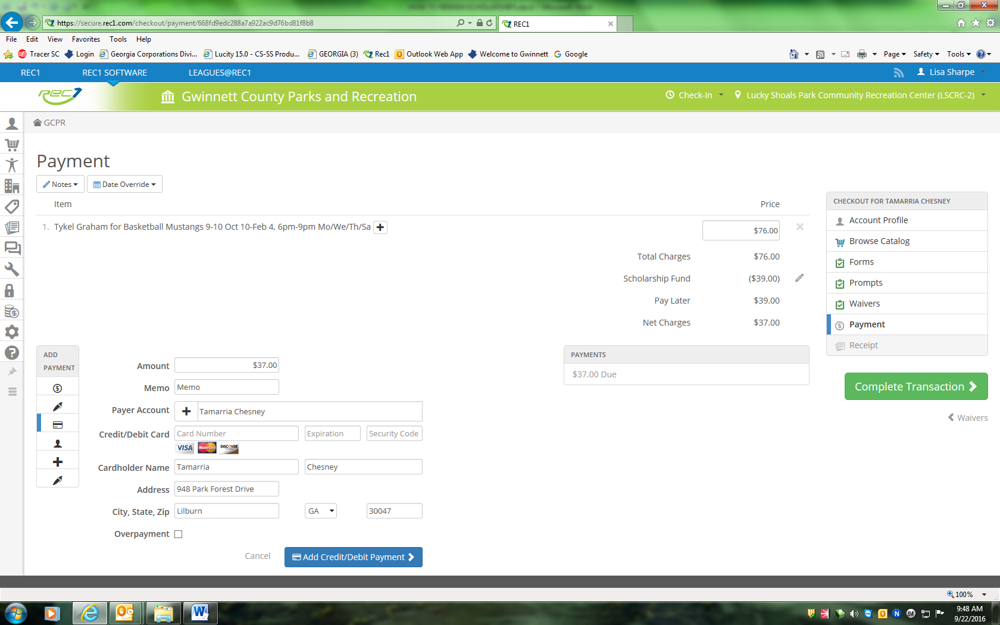 https://secure.rec1.com/checkout/payment/668fd9edc288a7a922ac9d76bd81f8b8
REC1
File Edit View Favorites Tools Help
Tracer SC Login Georgia Corporations Divi... Lucity 15.0 - CS-SS Produ... GEORGIA (3) Rec1 Outlook Web App Welcome to Gwinnett Google Page Safety Tools
REC1 REC1 SOFTWARE LEAGUES@REC1 Lisa Sharpe
rec1 Gwinnett County Parks and Recreation Check-In Lucky Shoals Park Community Recreation Center (LSCRC-2)
GCPR
Payment
Notes Date Override
Item Price
1. Tykel Graham for Basketball Mustangs 9-10 Oct 10-Feb 4, 6pm-9pm Mo/We/Th/Sa $76.00
Total Charges $76.00
Scholarship Fund ($39.00)
Pay Later $39.00
Net Charges $37.00
CHECKOUT FOR TAMARRIA CHESNEY
Account Profile
Browse Catalog
Forms
Prompts
Waivers
Payment
Receipt
Complete Transaction
Waivers
ADD
PAYMENT
Amount $37.00
Memo Memo
Payer Account Tamarria Chesney
Credit/Debit Card Card Number Expiration Security Code
VISA MasterCard DISCOVER
Cardholder Name Tamarria Chesney
Address 948 Park Forest Drive
City, State, Zip Lilburn GA 30047
Overpayment
Cancel Add Credit/Debit Payment
PAYMENTS
$37.00 Due
100%
9:48 AM
9/22/2016